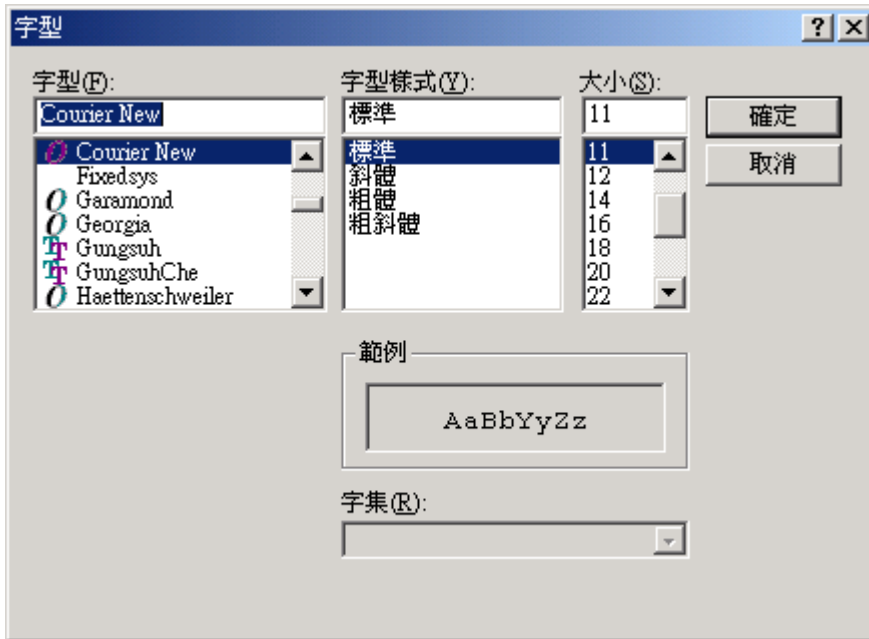 字型
字型(F):
Courier New
Courier New
Fixedsys
Garamond
Georgia
Gungsuh
GungsuhChe
Haettenschweiler
字型樣式(Y):
標準
標準
斜體
粗體
粗斜體
大小(S):
11
11
12
14
16
18
20
22
確定
取消
範例
AaBbYyZz
字集(R):